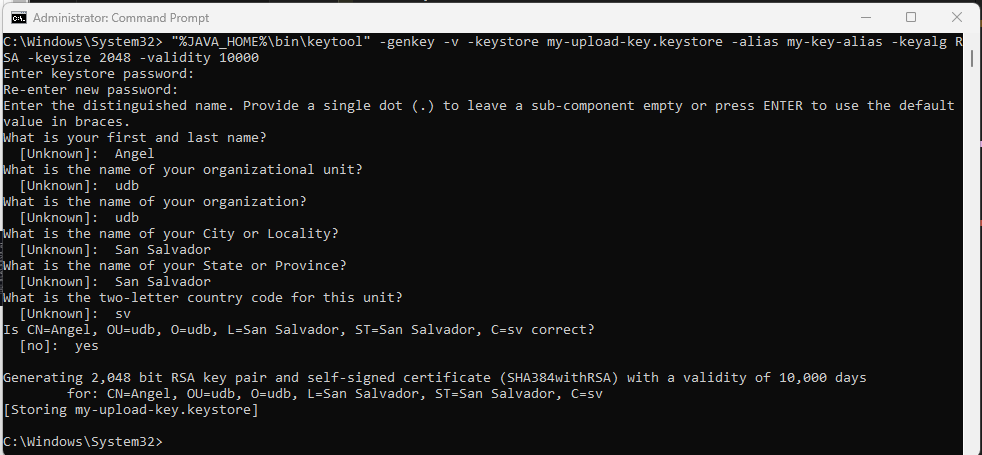 Administrator: Command Prompt
C:\Windows\System32> "%JAVA_HOME%\bin\keytool" -genkey -v -keystore my-upload-key.keystore -alias my-key-alias -keyalg R
SA -keysize 2048 -validity 10000
Enter keystore password:
Re-enter new password:
Enter the distinguished name. Provide a single dot (.) to leave a sub-component empty or press ENTER to use the default
value in braces.
What is your first and last name?
  [Unknown]:  Angel
What is the name of your organizational unit?
  [Unknown]:  udb
What is the name of your organization?
  [Unknown]:  udb
What is the name of your City or Locality?
  [Unknown]:  San Salvador
What is the name of your State or Province?
  [Unknown]:  San Salvador
What is the two-letter country code for this unit?
  [Unknown]:  sv
Is CN=Angel, OU=udb, O=udb, L=San Salvador, ST=San Salvador, C=sv correct?
  [no]:  yes
Generating 2,048 bit RSA key pair and self-signed certificate (SHA384withRSA) with a validity of 10,000 days
        for: CN=Angel, OU=udb, O=udb, L=San Salvador, ST=San Salvador, C=sv
[Storing my-upload-key.keystore]
C:\Windows\System32>